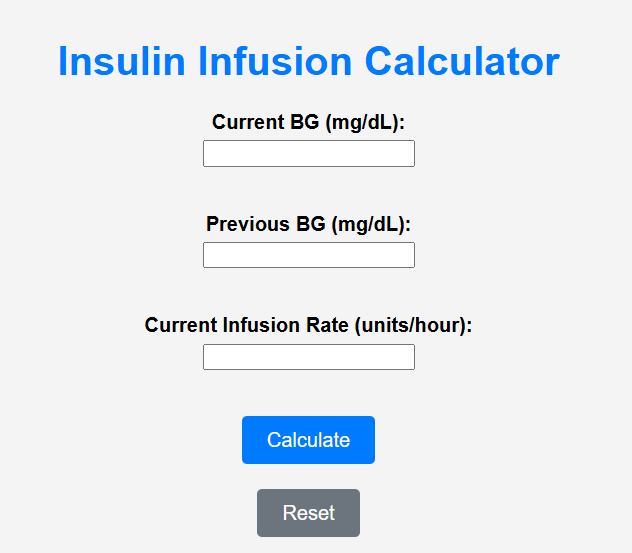 Insulin Infusion Calculator
Current BG (mg/dL):
Previous BG (mg/dL):
Current Infusion Rate (units/hour):
Calculate
Reset